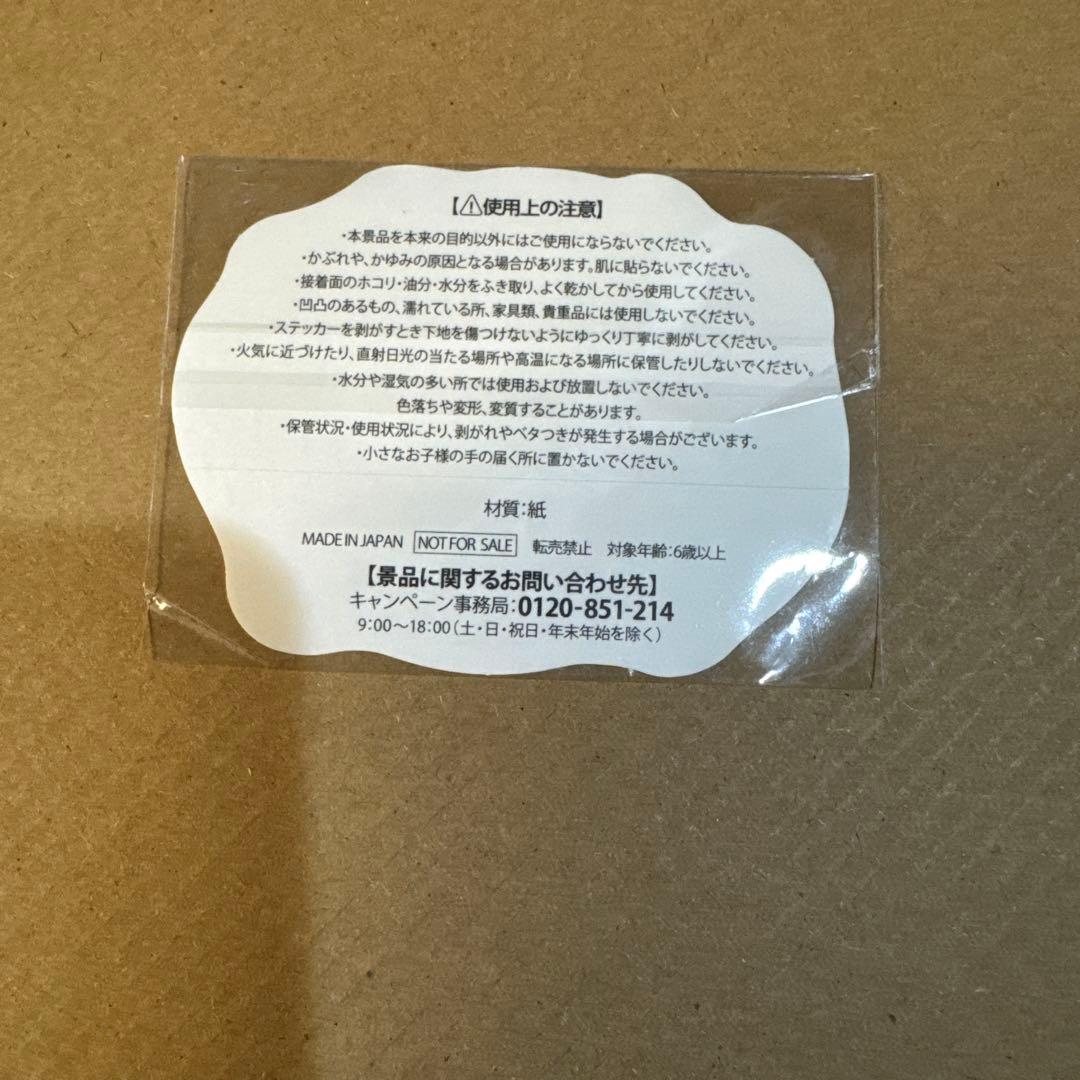 【⚠使用上の注意】
・本景品を本来の目的以外にはご使用にならないでください。
・かぶれや、かゆみの原因となる場合があります。肌に貼らないでください。
・接着面のホコリ・油分・水分をふき取り、よく乾かしてから使用してください。
・凹凸のあるもの、濡れている所、家具類、貴重品には使用しないでください。
・ステッカーを剥がすとき下地を傷つけないようにゆっくり丁寧に剥がしてください。
・火気に近づけたり、直射日光の当たる場所や高温になる場所に保管したりしないでください。
・水分や湿気の多い所では使用および放置しないでください。
色落ちや変形、変質することがあります。
・保管状況・使用状況により、剥がれやベタつきが発生する場合がございます。
・小さなお子様の手の届く所に置かないでください。
材質:紙
MADE IN JAPAN NOT FOR SALE 転売禁止 対象年齢:6歳以上
【景品に関するお問い合わせ先】
キャンペーン事務局:0120-851-214
9:00〜18:00(土・日・祝日・年末年始を除く)